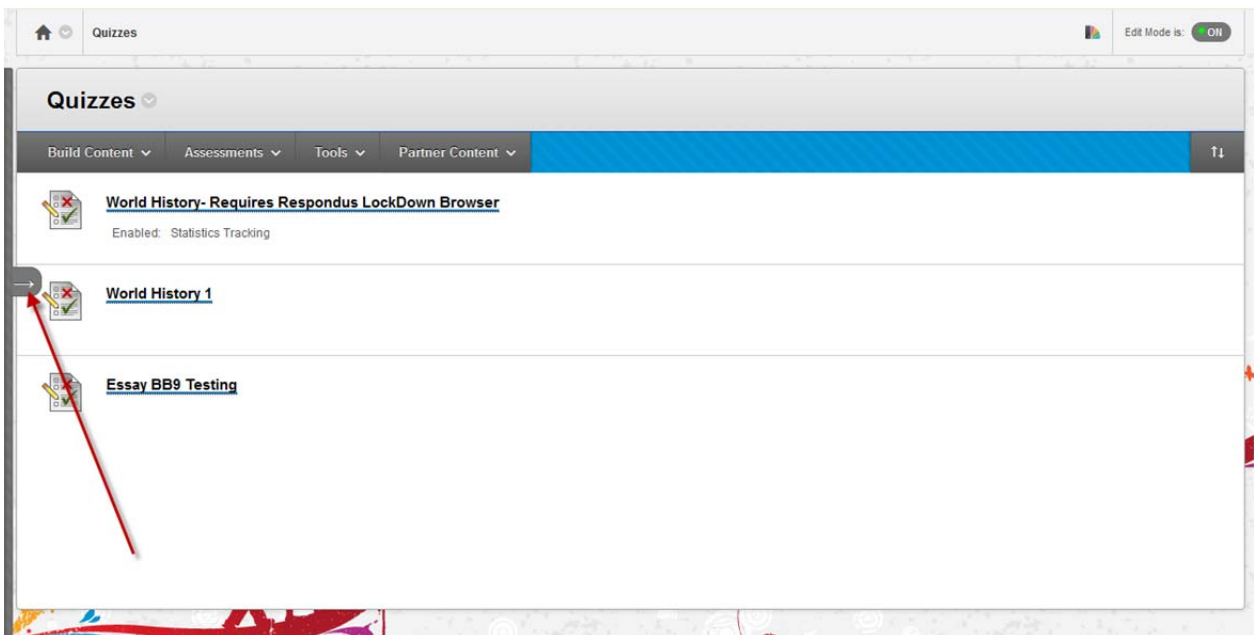 Quizzes
Edit Mode is: ON
Quizzes
Build Content Assessments Tools Partner Content
World History- Requires Respondus LockDown Browser
Enabled: Statistics Tracking
World History 1
Essay BB9 Testing